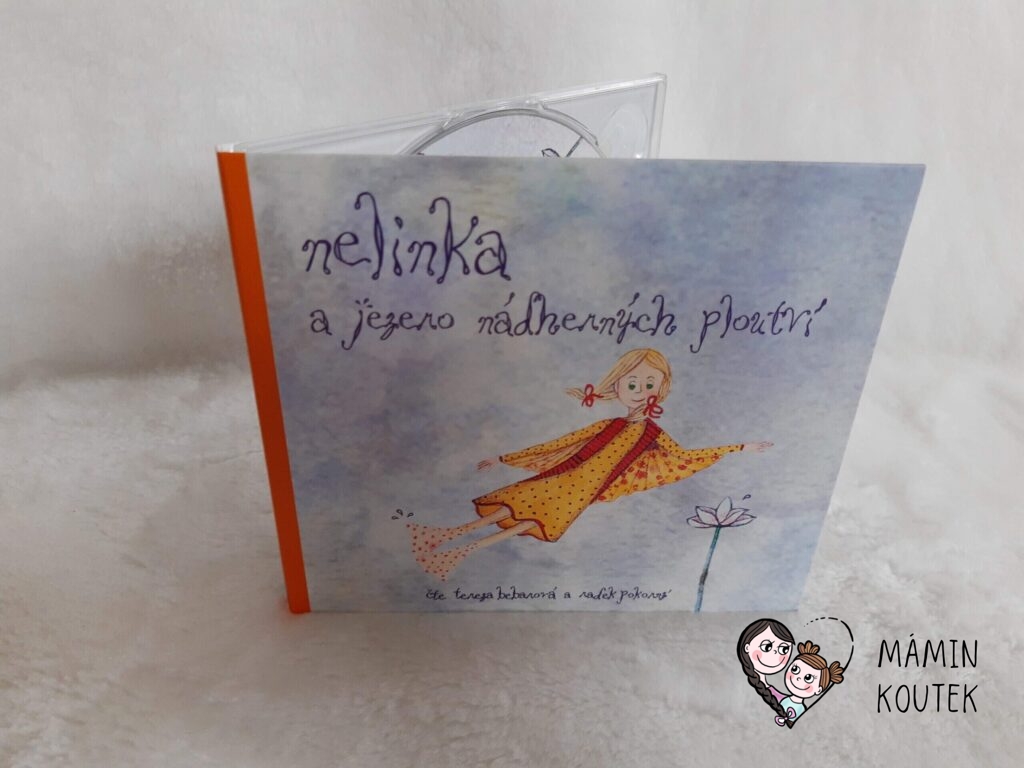 nelinka
a jezero nádherných ploutví
čte tereza bebarová a radek pokorný
MÁMIN
KOUTEK